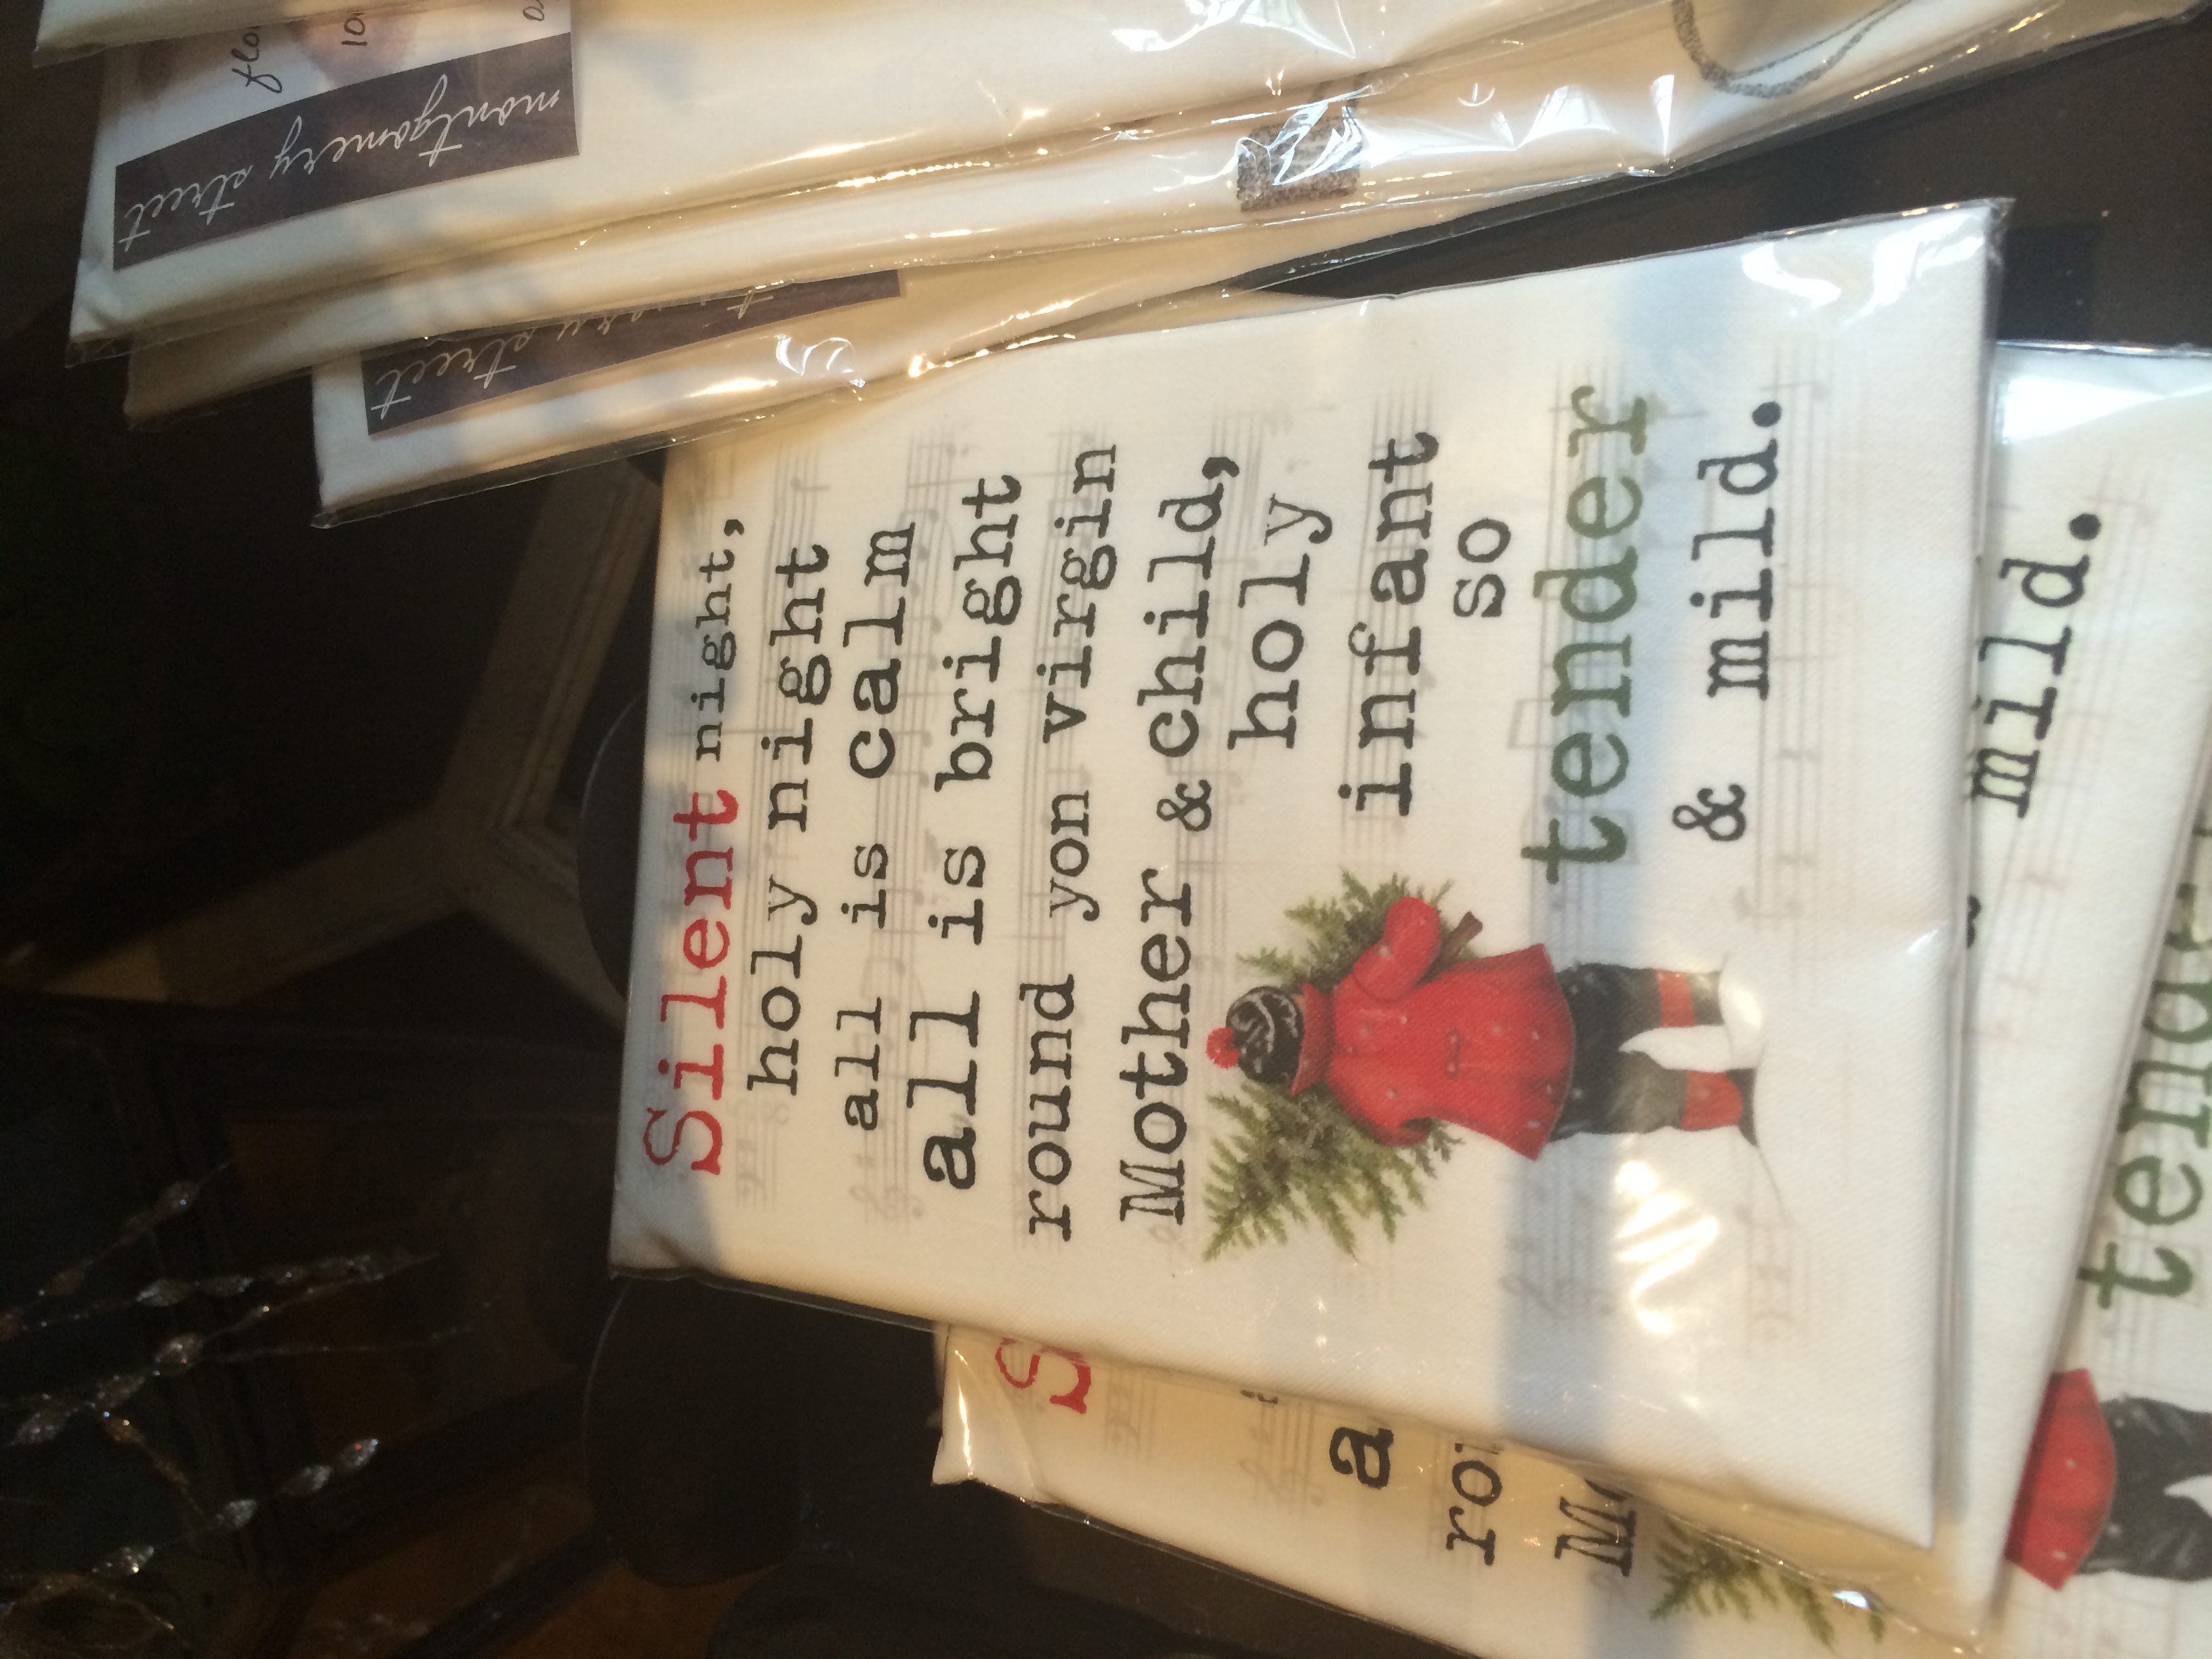 Silent night,
holy night
all is calm
all is bright
round yon virgin
Mother & child,
holy
infant
so
tender
& mild.
montgomery street
street
mild.
S
a
M